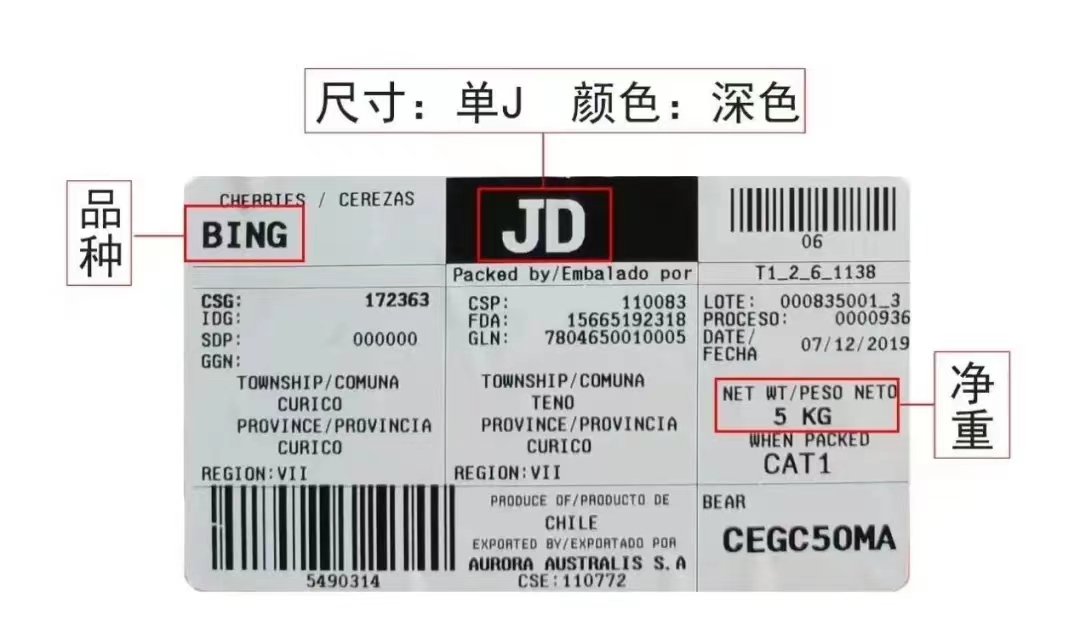 尺寸：单J 颜色：深色
品种
CHERRIES / CEREZAS
BING
JD
06
Packed by/Embalado por
T1_2_6_1138
CSG: 172363
IDG:
SDP: 000000
GGN:
TOWNSHIP/COMUNA
CURICO
PROVINCE/PROVINCIA
CURICO
REGION:VII
CSP: 110083
FDA: 15665192318
GLN: 7804650010005
TOWNSHIP/COMUNA
TENO
PROVINCE/PROVINCIA
CURICO
REGION:VII
LOTE: 000835001_3
PROCESO: 0000936
DATE/
FECHA 07/12/2019
NET WT/PESO NETO
5 KG
WHEN PACKED
CAT1
净重
5490314
PRODUCE OF/PRODUCTO DE
CHILE
EXPORTED BY/EXPORTADO POR
AURORA AUSTRALIS S.A
CSE:110772
BEAR
CEGC50MA